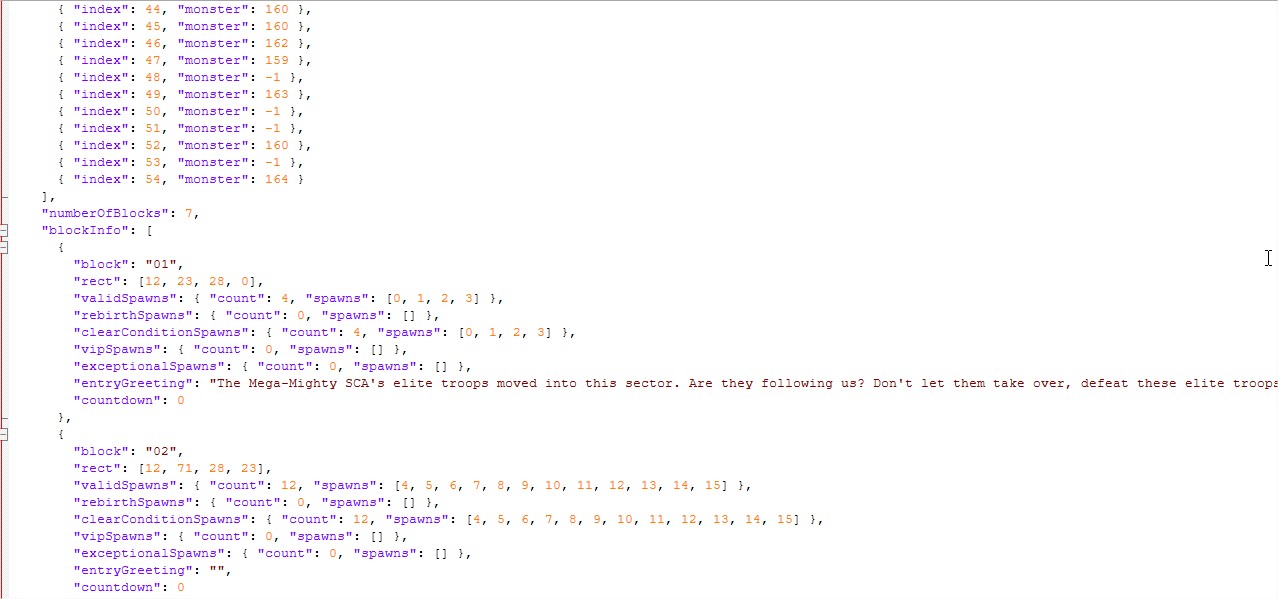 { "index": 44, "monster": 160 },
{ "index": 45, "monster": 160 },
{ "index": 46, "monster": 162 },
{ "index": 47, "monster": 159 },
{ "index": 48, "monster": -1 },
{ "index": 49, "monster": 163 },
{ "index": 50, "monster": -1 },
{ "index": 51, "monster": -1 },
{ "index": 52, "monster": 160 },
{ "index": 53, "monster": -1 },
{ "index": 54, "monster": 164 }
],
"numberOfBlocks": 7,
"blockInfo": [
{
"block": "01",
"rect": [12, 23, 28, 0],
"validSpawns": { "count": 4, "spawns": [0, 1, 2, 3] },
"rebirthSpawns": { "count": 0, "spawns": [] },
"clearConditionSpawns": { "count": 4, "spawns": [0, 1, 2, 3] },
"vipSpawns": { "count": 0, "spawns": [] },
"exceptionalSpawns": { "count": 0, "spawns": [] },
"entryGreeting": "The Mega-Mighty SCA's elite troops moved into this sector. Are they following us? Don't let them take over, defeat these elite troops
"countdown": 0
},
{
"block": "02",
"rect": [12, 71, 28, 23],
"validSpawns": { "count": 12, "spawns": [4, 5, 6, 7, 8, 9, 10, 11, 12, 13, 14, 15] },
"rebirthSpawns": { "count": 0, "spawns": [] },
"clearConditionSpawns": { "count": 12, "spawns": [4, 5, 6, 7, 8, 9, 10, 11, 12, 13, 14, 15] },
"vipSpawns": { "count": 0, "spawns": [] },
"exceptionalSpawns": { "count": 0, "spawns": [] },
"entryGreeting": "",
"countdown": 0